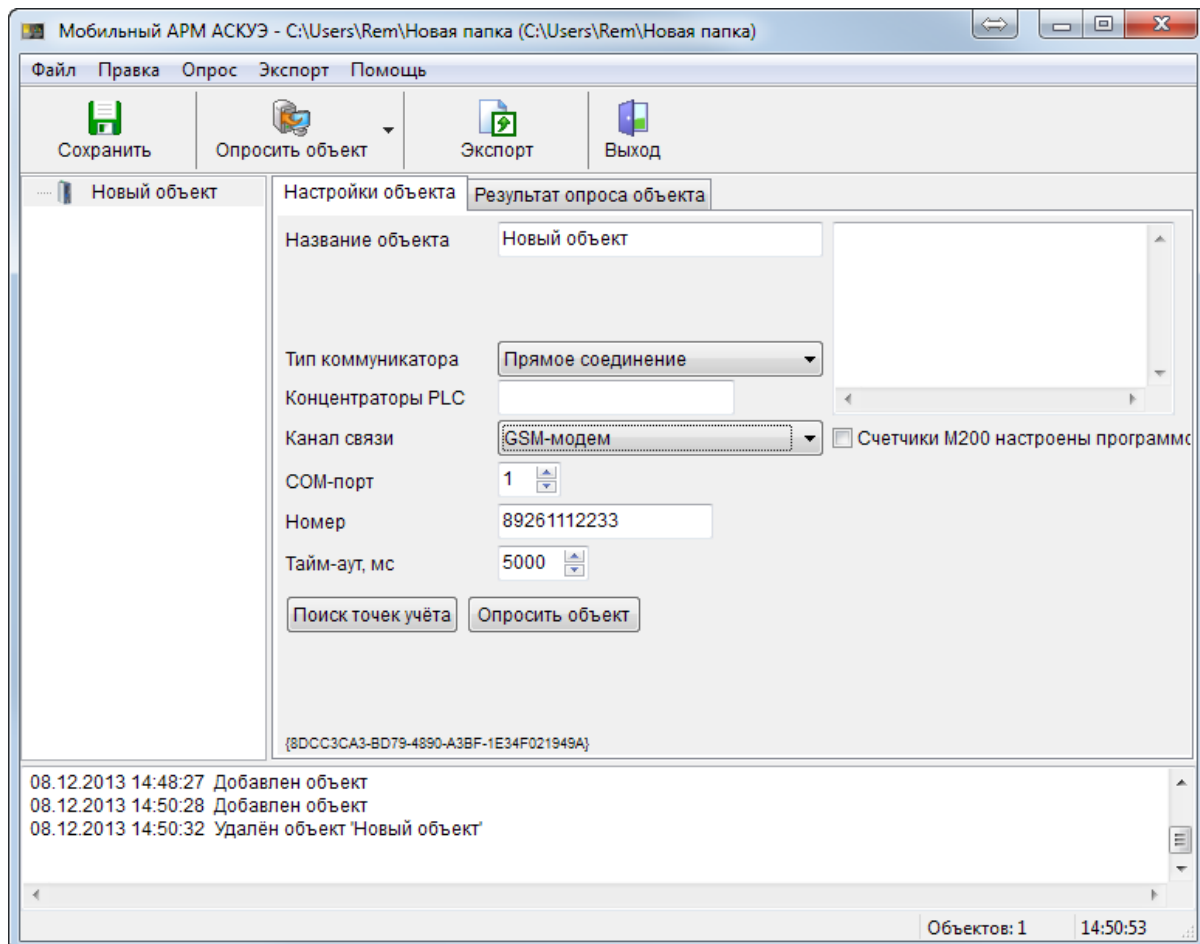 Мобильный АРМ АСКУЭ - C:\Users\Rem\Новая папка (C:\Users\Rem\Новая папка)
Файл Правка Опрос Экспорт Помощь
Сохранить Опросить объект Экспорт Выход
Новый объект
Настройки объекта Результат опроса объекта
Название объекта Новый объект
Тип коммуникатора Прямое соединение
Концентраторы PLC
Канал связи GSM-модем Счетчики М200 настроены программо
COM-порт 1
Номер 89261112233
Тайм-аут, мс 5000
Поиск точек учёта Опросить объект
{8DCC3CA3-BD79-4890-A3BF-1E34F021949A}
08.12.2013 14:48:27 Добавлен объект
08.12.2013 14:50:28 Добавлен объект
08.12.2013 14:50:32 Удалён объект 'Новый объект'
Объектов: 1 14:50:53